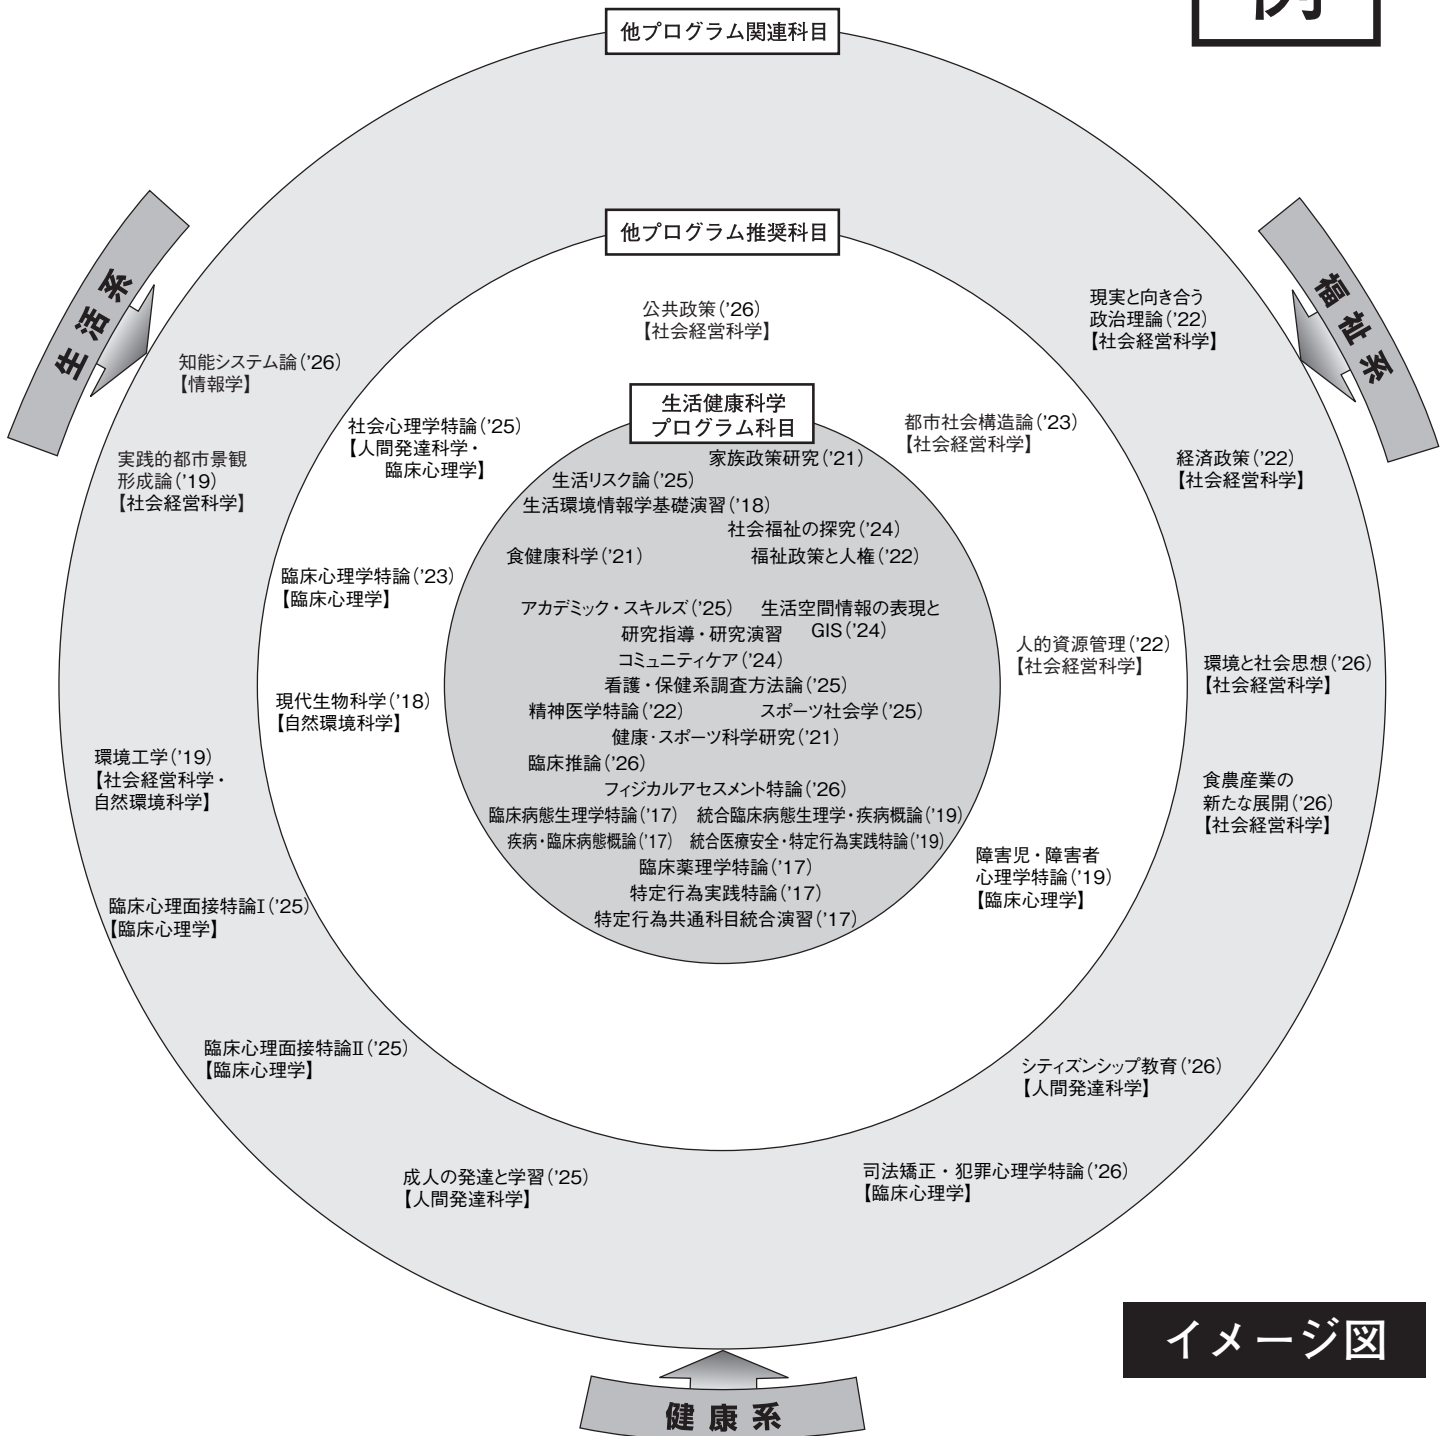 例
他プログラム関連科目
他プログラム推奨科目
生活系
福祉系
公共政策('26)
【社会経営科学】
現実と向き合う
政治理論('22)
【社会経営科学】
知能システム論('26)
【情報学】
生活健康科学
プログラム科目
社会心理学特論('25)
【人間発達科学・
臨床心理学】
都市社会構造論('23)
【社会経営科学】
実践的都市景観
形成論('19)
【社会経営科学】
経済政策('22)
【社会経営科学】
家族政策研究('21)
生活リスク論('25)
生活環境情報学基礎演習('18)
社会福祉の探究('24)
食健康科学('21)
福祉政策と人権('22)
臨床心理学特論('23)
【臨床心理学】
アカデミック・スキルズ('25)
生活空間情報の表現と
GIS('24)
研究指導・研究演習
コミュニティケア('24)
看護・保健系調査方法論('25)
精神医学特論('22)
スポーツ社会学('25)
健康・スポーツ科学研究('21)
臨床推論('26)
フィジカルアセスメント特論('26)
臨床病態生理学特論('17)
統合臨床病態生理学・疾病概論('19)
疾病・臨床病態概論('17)
統合医療安全・特定行為実践特論('19)
臨床薬理学特論('17)
特定行為実践特論('17)
特定行為共通科目統合演習('17)
人的資源管理('22)
【社会経営科学】
環境と社会思想('26)
【社会経営科学】
現代生物科学('18)
【自然環境科学】
環境工学('19)
【社会経営科学・
自然環境科学】
食農産業の
新たな展開('26)
【社会経営科学】
障害児・障害者
心理学特論('19)
【臨床心理学】
臨床心理面接特論Ⅰ('25)
【臨床心理学】
臨床心理面接特論Ⅱ('25)
【臨床心理学】
シティズンシップ教育('26)
【人間発達科学】
成人の発達と学習('25)
【人間発達科学】
司法矯正・犯罪心理学特論('26)
【臨床心理学】
イメージ図
健康系